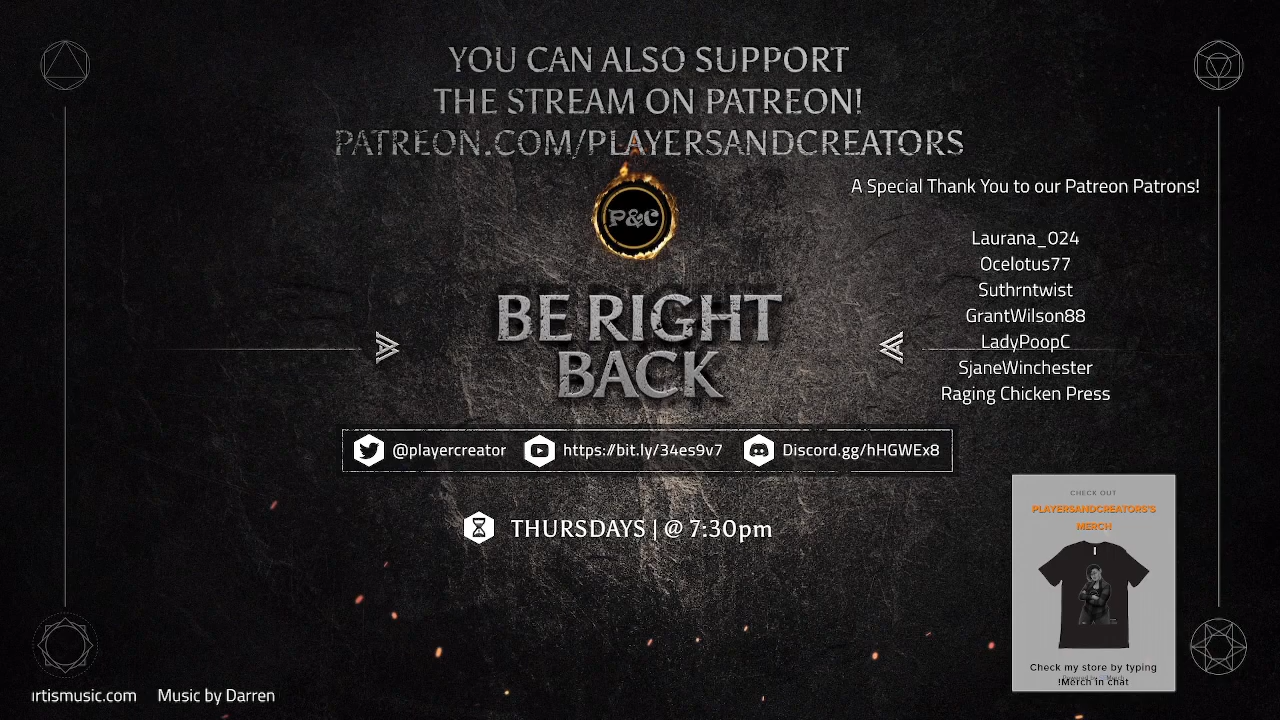 YOU CAN ALSO SUPPORT
THE STREAM ON PATREON!
PATREON.COM/PLAYERSANDCREATORS
A Special Thank You to our Patreon Patrons!
P&C
Laurana_024
Ocelotus77
Suthrntwist
GrantWilson88
LadyPoopC
SjaneWinchester
Raging Chicken Press
BE RIGHT
BACK
@playercreator https://bit.ly/34es9v7 Discord.gg/hHGWEx8
THURSDAYS | @ 7:30pm
CHECK OUT
PLAYERSANDCREATORS'S
MERCH
Check my store by typing
!Merch in chat
rtismusic.com Music by Darren